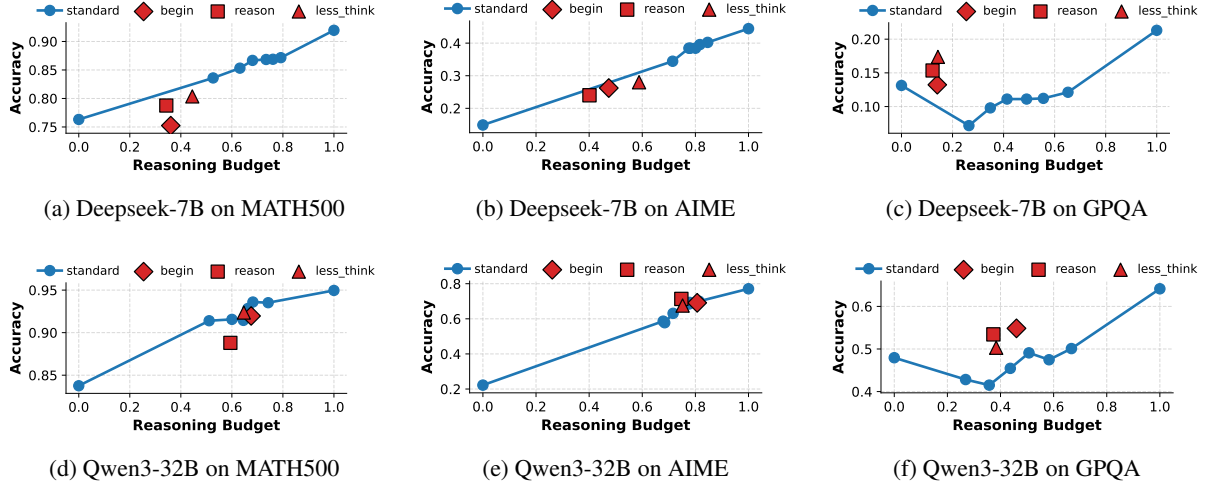 standard begin reason less_think
Accuracy
0.90
0.85
0.80
0.75
0.0 0.2 0.4 0.6 0.8 1.0
Reasoning Budget
(a) Deepseek-7B on MATH500
standard begin reason less_think
Accuracy
0.4
0.3
0.2
0.0 0.2 0.4 0.6 0.8 1.0
Reasoning Budget
(b) Deepseek-7B on AIME
standard begin reason less_think
Accuracy
0.20
0.15
0.10
0.0 0.2 0.4 0.6 0.8 1.0
Reasoning Budget
(c) Deepseek-7B on GPQA
standard begin reason less_think
Accuracy
0.95
0.90
0.85
0.0 0.2 0.4 0.6 0.8 1.0
Reasoning Budget
(d) Qwen3-32B on MATH500
standard begin reason less_think
Accuracy
0.8
0.6
0.4
0.2
0.0 0.2 0.4 0.6 0.8 1.0
Reasoning Budget
(e) Qwen3-32B on AIME
standard begin reason less_think
Accuracy
0.6
0.5
0.4
0.0 0.2 0.4 0.6 0.8 1.0
Reasoning Budget
(f) Qwen3-32B on GPQA